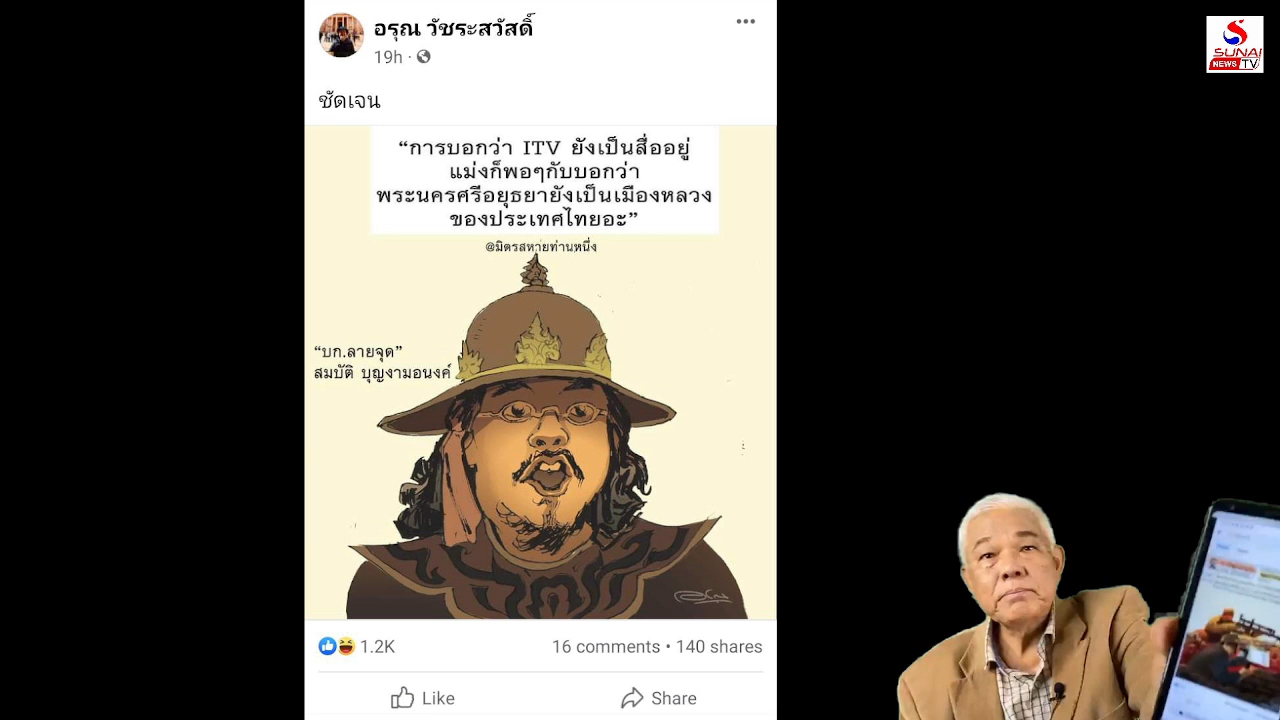 อรุณ วัชระสวัสดิ์
19h
ชัดเจน
“การบอกว่า ITV ยังเป็นสื่ออยู่
แม่งก็พอๆกับบอกว่า
พระนครศรีอยุธยายังเป็นเมืองหลวง
ของประเทศไทยอะ”
@มิตรสหายท่านหนึ่ง
“บก.ลายจุด”
สมบัติ บุญงามอนงค์
1.2K
16 comments • 140 shares
Like
Share
SUNAI
NEWS TV